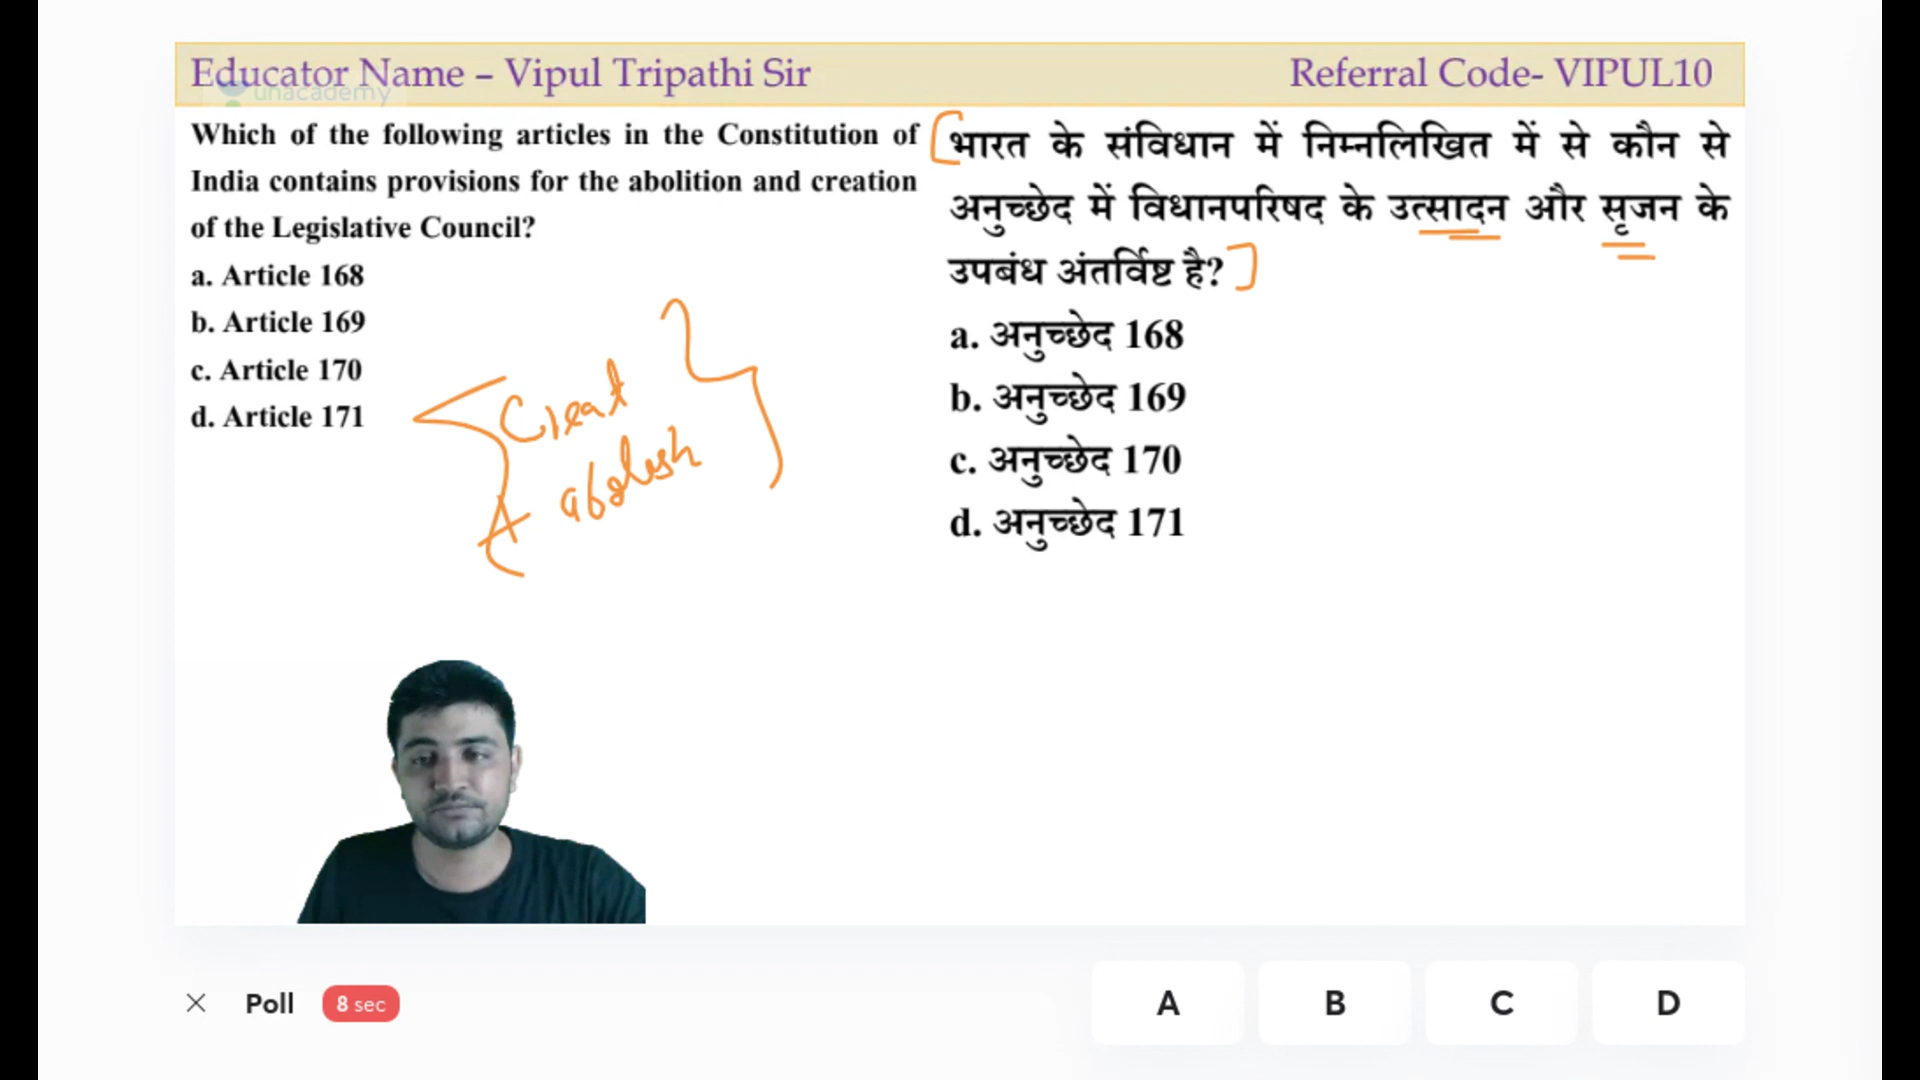 Educator Name – Vipul Tripathi Sir
Referral Code- VIPUL10
unacademy
Which of the following articles in the Constitution of
India contains provisions for the abolition and creation
of the Legislative Council?
a. Article 168
b. Article 169
c. Article 170
d. Article 171
Creat
abolish
भारत के संविधान में निम्नलिखित में से कौन से
अनुच्छेद में विधानपरिषद के उत्सादन और सृजन के
उपबंध अंतर्विष्ट है?
a. अनुच्छेद 168
b. अनुच्छेद 169
c. अनुच्छेद 170
d. अनुच्छेद 171
Poll
8 sec
A
B
C
D